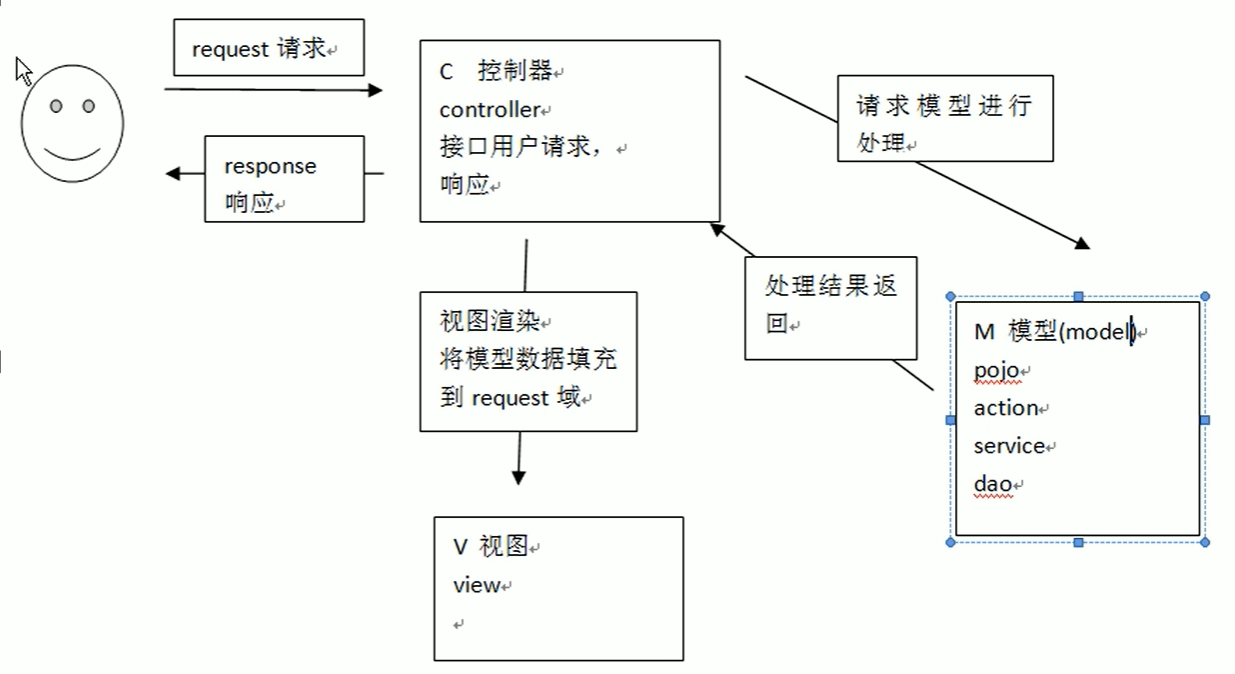 request 请求
response
响应
C 控制器
controller
接口用户请求，
响应
请求模型进行
处理
处理结果返
回
视图渲染
将模型数据填充
到 request 域
M 模型(model)
pojo
action
service
dao
V 视图
view